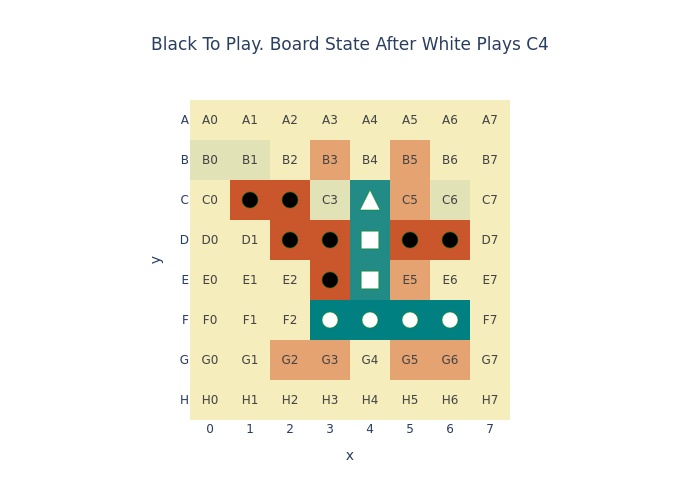 Black To Play. Board State After White Plays C4
A A0 A1 A2 A3 A4 A5 A6 A7
B B0 B1 B2 B3 B4 B5 B6 B7
C C0 C3 C5 C6 C7
D D0 D1 D7
E E0 E1 E2 E5 E6 E7
F F0 F1 F2 F7
G G0 G1 G2 G3 G4 G5 G6 G7
H H0 H1 H2 H3 H4 H5 H6 H7
0 1 2 3 4 5 6 7
x
y